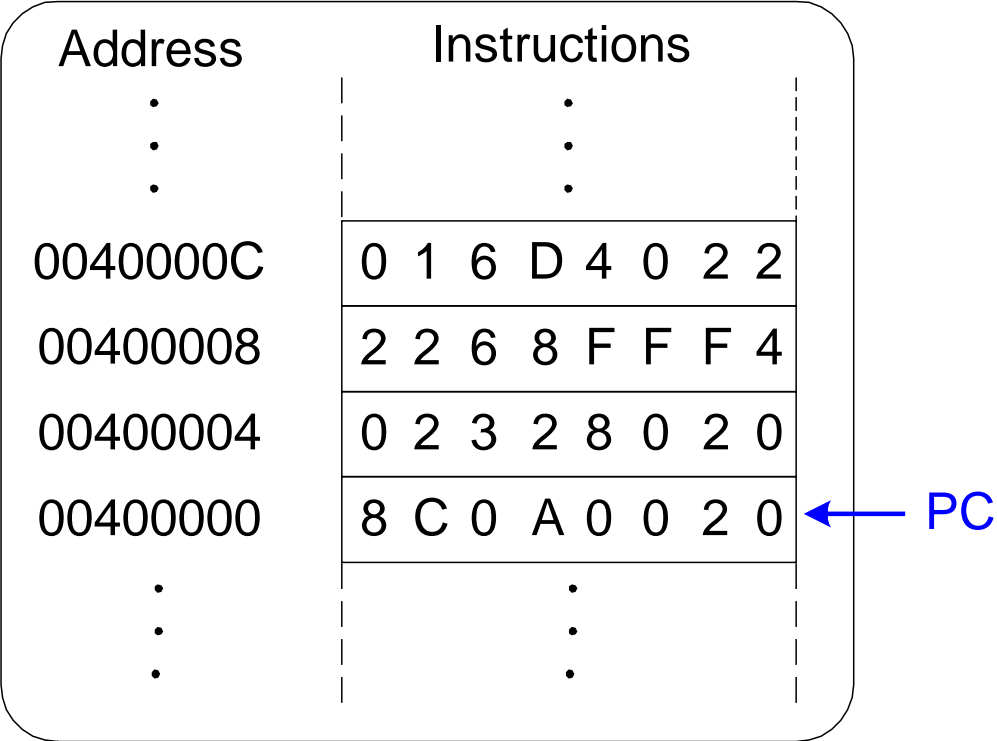 Address Instructions
0040000C 0 1 6 D 4 0 2 2
00400008 2 2 6 8 F F F 4
00400004 0 2 3 2 8 0 2 0
00400000 8 C 0 A 0 0 2 0 PC